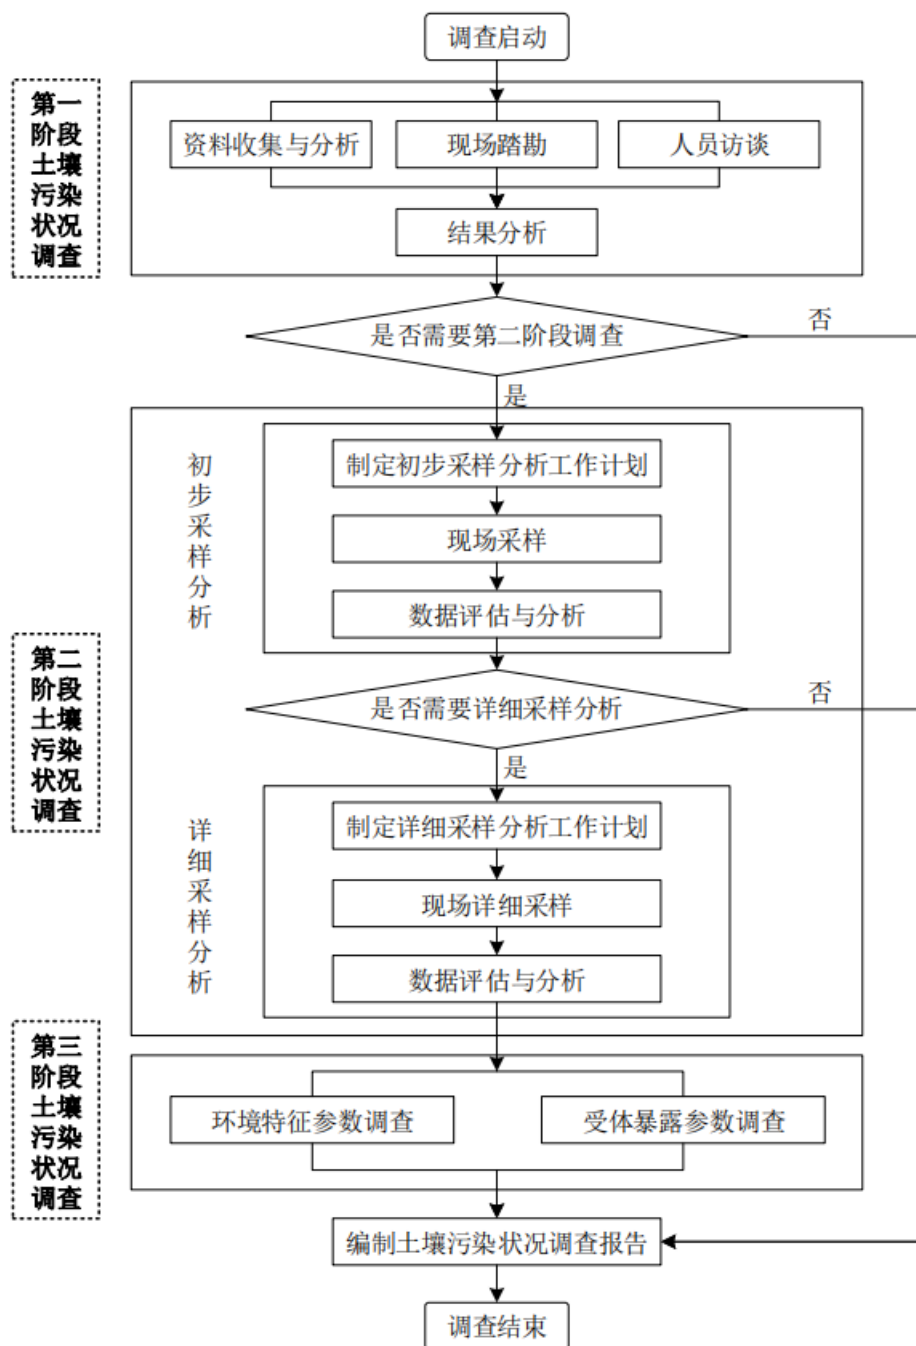 调查启动
第一
阶段
土壤
污染
状况
调查
资料收集与分析
现场踏勘
人员访谈
结果分析
是否需要第二阶段调查
否
是
第二
阶段
土壤
污染
状况
调查
初
步
采
样
分
析
制定初步采样分析工作计划
现场采样
数据评估与分析
是否需要详细采样分析
否
是
详
细
采
样
分
析
制定详细采样分析工作计划
现场详细采样
数据评估与分析
第三
阶段
土壤
污染
状况
调查
环境特征参数调查
受体暴露参数调查
编制土壤污染状况调查报告
调查结束